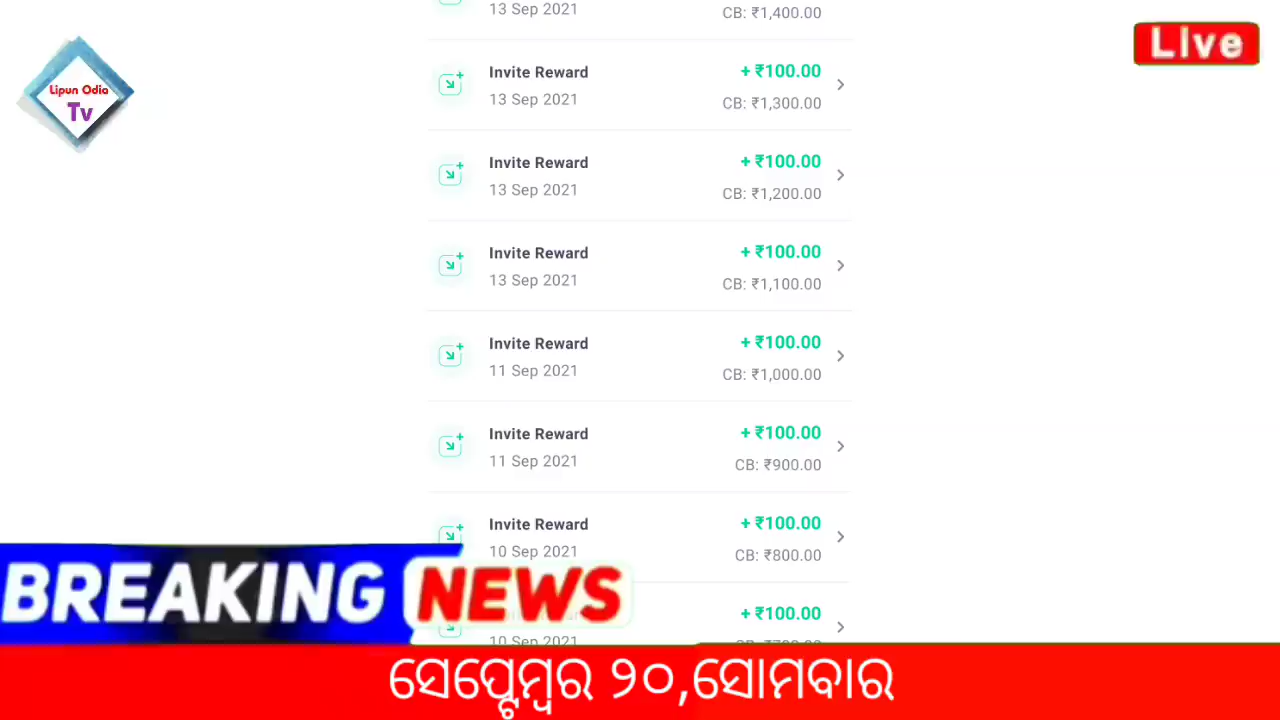 13 Sep 2021
CB: ₹1,400.00
Live
Lipun Odia
Tv
Invite Reward
+ ₹100.00
13 Sep 2021
CB: ₹1,300.00
Invite Reward
+ ₹100.00
13 Sep 2021
CB: ₹1,200.00
Invite Reward
+ ₹100.00
13 Sep 2021
CB: ₹1,100.00
Invite Reward
+ ₹100.00
11 Sep 2021
CB: ₹1,000.00
Invite Reward
+ ₹100.00
11 Sep 2021
CB: ₹900.00
Invite Reward
+ ₹100.00
10 Sep 2021
CB: ₹800.00
BREAKING NEWS
+ ₹100.00
10 Sep 2021
ସେପ୍ଟେମ୍ବର ୨୦,ସୋମବାର